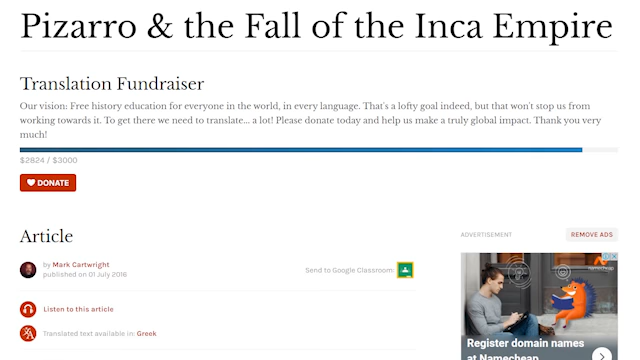 Pizarro & the Fall of the Inca Empire
Translation Fundraiser
Our vision: Free history education for everyone in the world, in every language. That's a lofty goal indeed, but that won't stop us from
working towards it. To get there we need to translate... a lot! Please donate today and help us make a truly global impact. Thank you very
much!
$2824 / $3000
DONATE
Article
by Mark Cartwright
published on 01 July 2016
Send to Google Classroom:
Listen to this article
Translated text available in: Greek
ADVERTISEMENT
REMOVE ADS
namecheap
Register domain names
at Namecheap